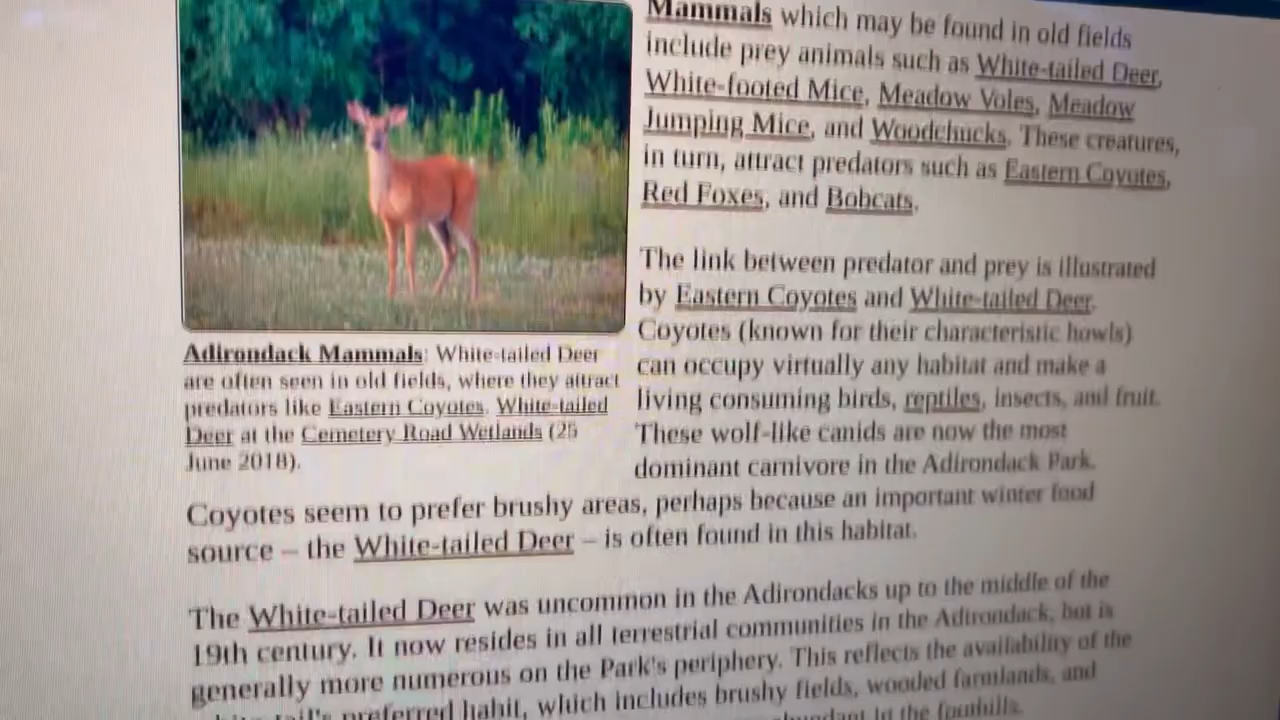 Mammals which may be found in old fields
include prey animals such as White-tailed Deer,
White-footed Mice, Meadow Voles, Meadow
Jumping Mice, and Woodchucks. These creatures,
in turn, attract predators such as Eastern Coyotes,
Red Foxes, and Bobcats.
The link between predator and prey is illustrated
by Eastern Coyotes and White-tailed Deer.
Coyotes (known for their characteristic howls)
can occupy virtually any habitat and make a
living consuming birds, reptiles, insects, and fruit.
These wolf-like canids are now the most
dominant carnivore in the Adirondack Park.
Adirondack Mammals: White-tailed Deer
are often seen in old fields, where they attract
predators like Eastern Coyotes. White-tailed
Deer at the Cemetery Road Wetlands (25
June 2018).
Coyotes seem to prefer brushy areas, perhaps because an important winter food
source – the White-tailed Deer – is often found in this habitat.
The White-tailed Deer was uncommon in the Adirondacks up to the middle of the
19th century. It now resides in all terrestrial communities in the Adirondack, but is
generally more numerous on the Park's periphery. This reflects the availability of the
preferred habit, which includes brushy fields, wooded farmlands, and
in the foothills.